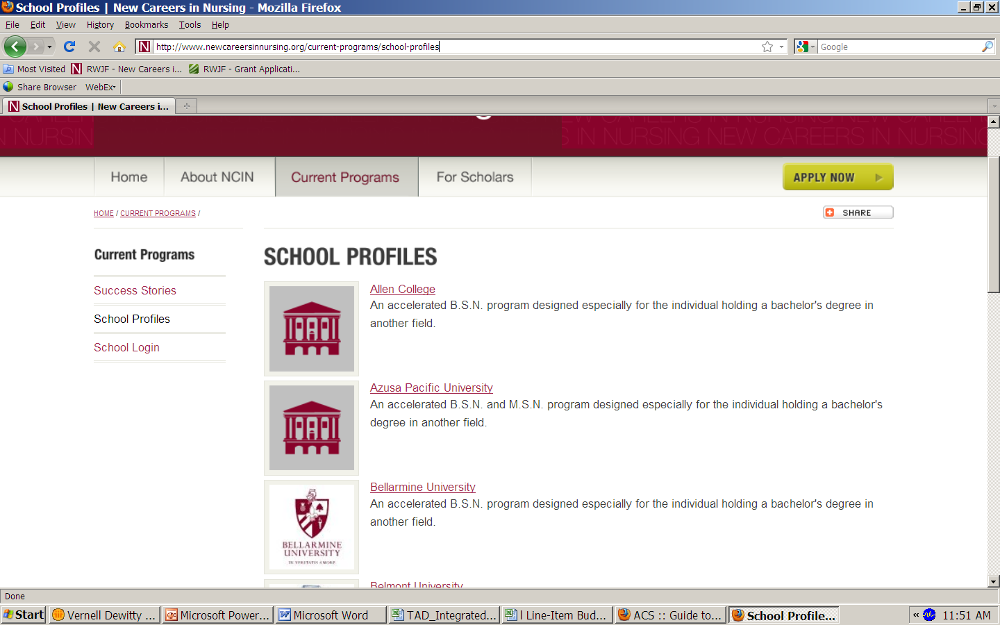 School Profiles | New Careers in Nursing - Mozilla Firefox
File Edit View History Bookmarks Tools Help
http://www.newcareersinnursing.org/current-programs/school-profiles
Google
Most Visited N RWJF - New Careers i... RWJF - Grant Applicati...
Share Browser WebEx
N School Profiles | New Careers i...
IN NURSIN
S IN NURSING NEW CAREERS IN NURSING
Home About NCIN Current Programs For Scholars APPLY NOW
HOME / CURRENT PROGRAMS /
SHARE
Current Programs
Success Stories
School Profiles
School Login
SCHOOL PROFILES
Allen College
An accelerated B.S.N. program designed especially for the individual holding a bachelor's degree in
another field.
Azusa Pacific University
An accelerated B.S.N. and M.S.N. program designed especially for the individual holding a bachelor's
degree in another field.
BELLARMINE
UNIVERSITY
IN VERITATIS AMORE
Bellarmine University
An accelerated B.S.N. program designed especially for the individual holding a bachelor's degree in
another field.
Belmont University
Done
Start Vernell Dewitty ... Microsoft Power... Microsoft Word TAD_Integrated... l Line-Item Bud... ACS :: Guide to... School Profile... « 11:51 AM